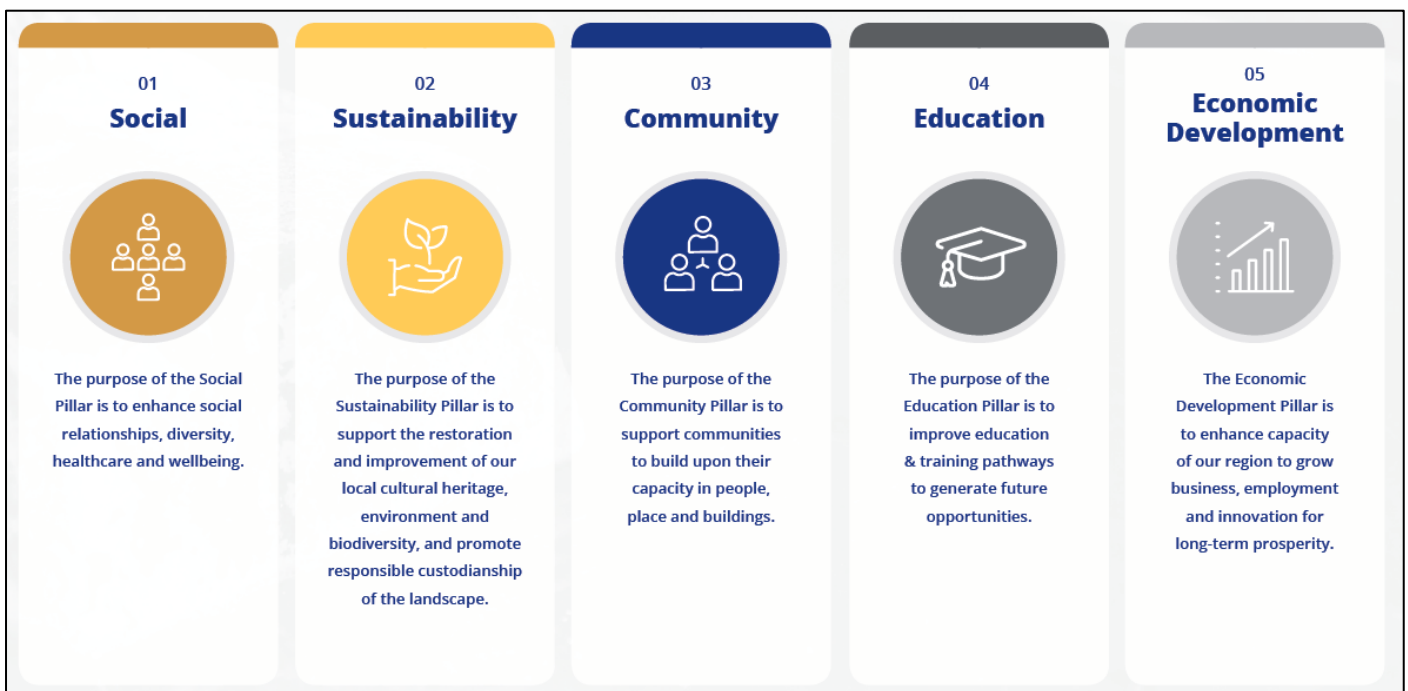 01
Social
The purpose of the Social
Pillar is to enhance social
relationships, diversity,
healthcare and wellbeing.
02
Sustainability
The purpose of the
Sustainability Pillar is to
support the restoration
and improvement of our
local cultural heritage,
environment and
biodiversity, and promote
responsible custodianship
of the landscape.
03
Community
The purpose of the
Community Pillar is to
support communities
to build upon their
capacity in people,
place and buildings.
04
Education
The purpose of the
Education Pillar is to
improve education
& training pathways
to generate future
opportunities.
05
Economic
Development
The Economic
Development Pillar is
to enhance capacity
of our region to grow
business, employment
and innovation for
long-term prosperity.